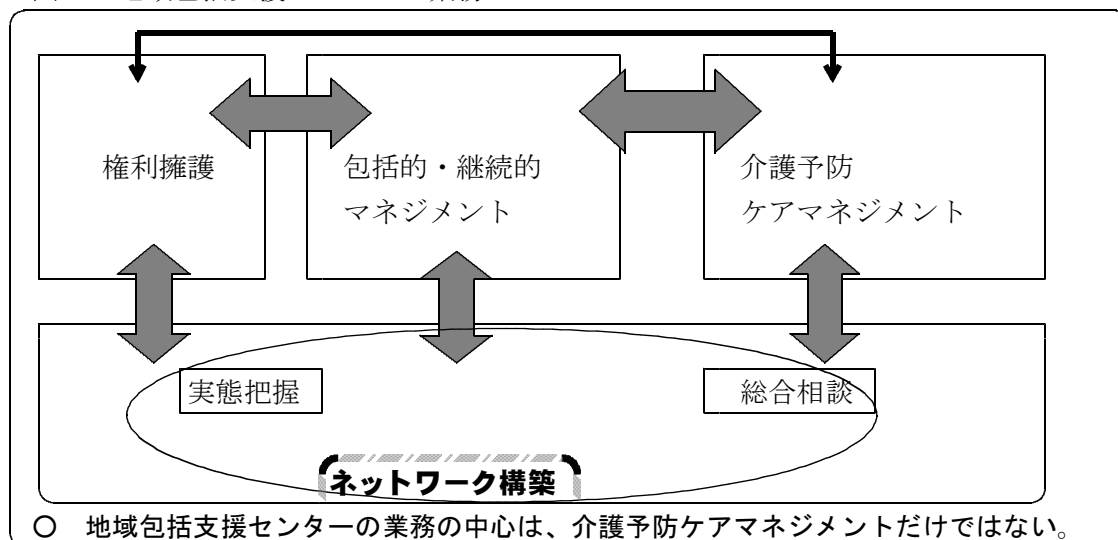 権利擁護
包括的・継続的
マネジメント
介護予防
ケアマネジメント
実態把握
総合相談
ネットワーク構築
○ 地域包括支援センターの業務の中心は、介護予防ケアマネジメントだけではない。